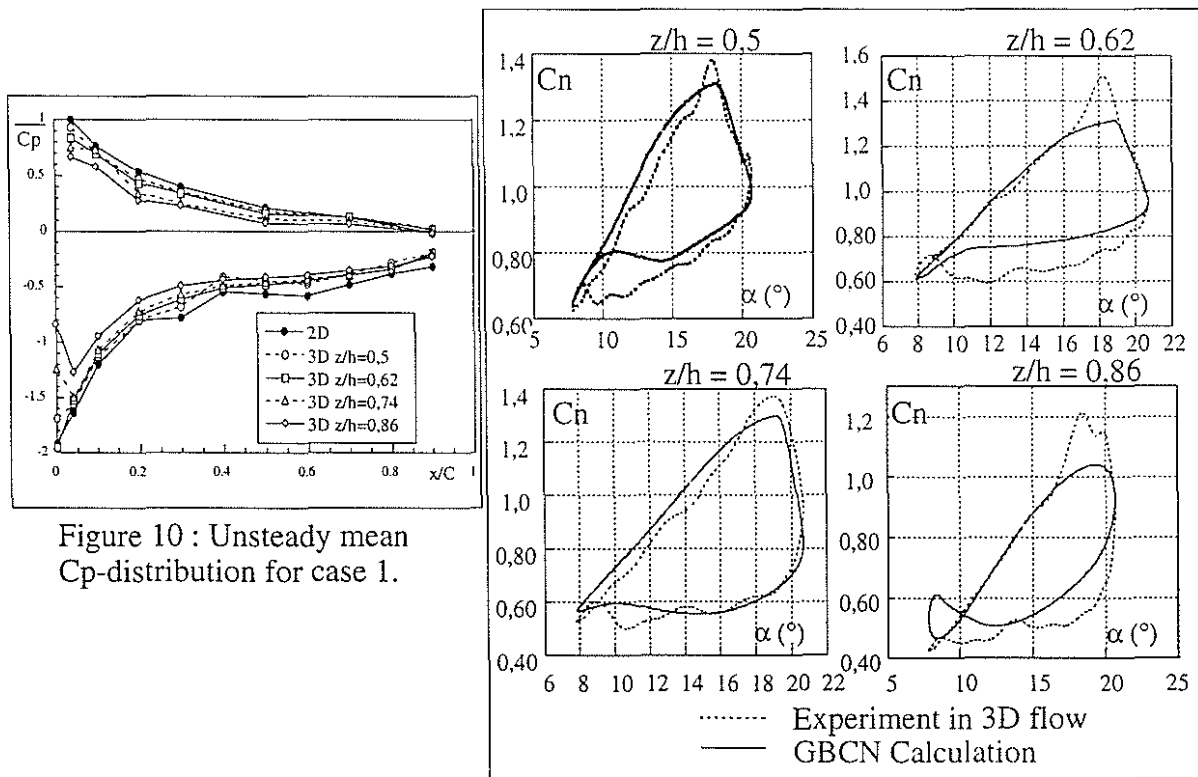 1
Cp
0.5
0
-0.5
-1
-1.5
-2
0
0.2
0.4
0.6
0.8
1
x/C
2D
3D z/h=0,5
3D z/h=0,62
3D z/h=0,74
3D z/h=0,86
Figure 10 : Unsteady mean
Cp-distribution for case 1.
z/h = 0,5
1,4
Cn
1,2
1,0
0,80
α (°)
0,60
5 10 15 20 25
z/h = 0,62
1.6
Cn
1,4
1,2
1,0
0,80
0,60
α (°)
0,40
8 10 12 14 16 18 20 22
z/h = 0,74
1,4
Cn
1,2
1,0
0,80
0,60
α (°)
0,40
6 8 10 12 14 16 18 20 22
z/h = 0,86
1,4
Cn
1,2
1,0
0,80
0,60
α (°)
0,40
5 10 15 20 25
Experiment in 3D flow
GBCN Calculation